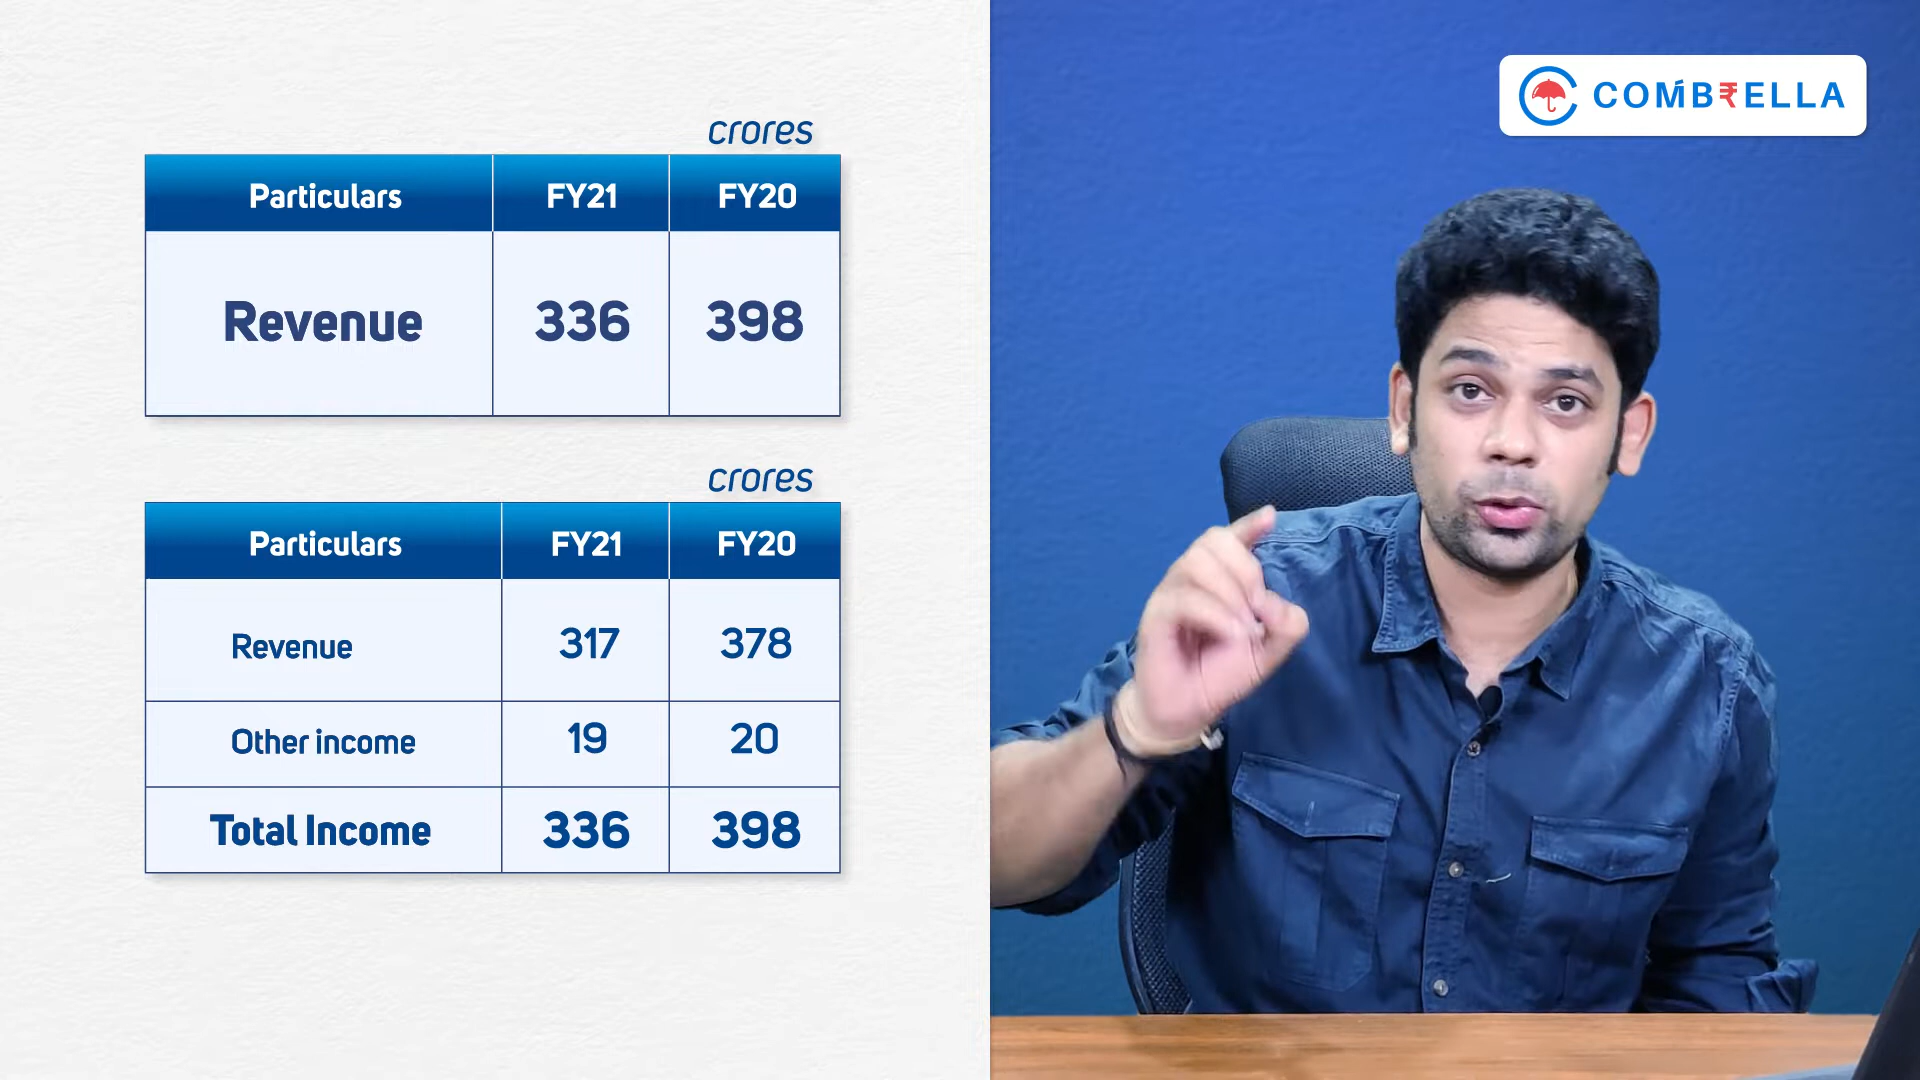 crores
Particulars FY21 FY20
Revenue 336 398
crores
Particulars FY21 FY20
Revenue 317 378
Other income 19 20
Total Income 336 398
COMB₹ELLA